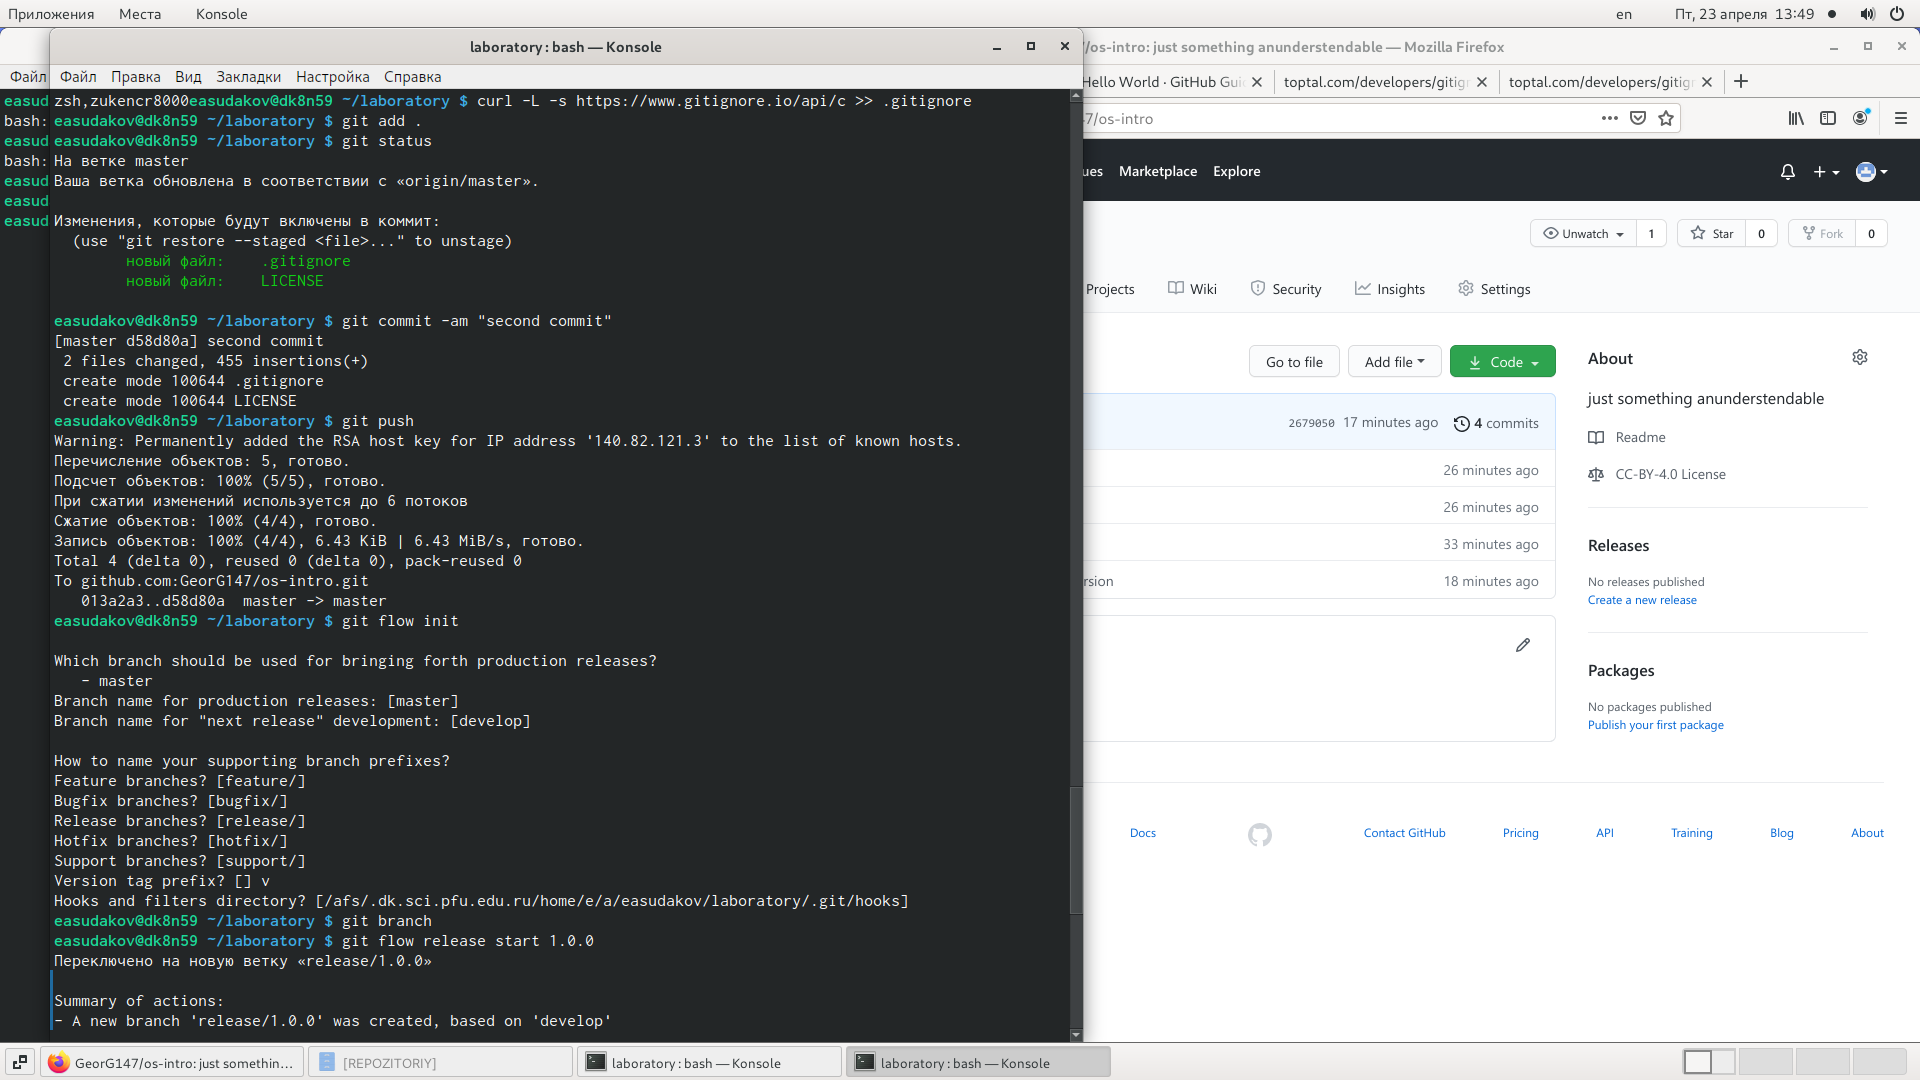 Приложения Места Konsole en Пт, 23 апреля 13:49
laboratory : bash — Konsole
/os-intro: just something anunderstendable — Mozilla Firefox
Файл
Файл Правка Вид Закладки Настройка Справка
Hello World · GitHub Gui toptal.com/developers/gitig toptal.com/developers/gitig
7/os-intro
easud
bash:
easud
bash:
easud
easud
easud
zsh,zukencr8000easudakov@dk8n59 ~/laboratory $ curl -L -s https://www.gitignore.io/api/c >> .gitignore
easudakov@dk8n59 ~/laboratory $ git add .
easudakov@dk8n59 ~/laboratory $ git status
На ветке master
Ваша ветка обновлена в соответствии с «origin/master».
Изменения, которые будут включены в коммит:
(use "git restore --staged <file>..." to unstage)
новый файл: .gitignore
новый файл: LICENSE
easudakov@dk8n59 ~/laboratory $ git commit -am "second commit"
[master d58d80a] second commit
2 files changed, 455 insertions(+)
create mode 100644 .gitignore
create mode 100644 LICENSE
easudakov@dk8n59 ~/laboratory $ git push
Warning: Permanently added the RSA host key for IP address '140.82.121.3' to the list of known hosts.
Перечисление объектов: 5, готово.
Подсчет объектов: 100% (5/5), готово.
При сжатии изменений используется до 6 потоков
Сжатие объектов: 100% (4/4), готово.
Запись объектов: 100% (4/4), 6.43 KiB | 6.43 MiB/s, готово.
Total 4 (delta 0), reused 0 (delta 0), pack-reused 0
To github.com:GeorG147/os-intro.git
013a2a3..d58d80a master -> master
easudakov@dk8n59 ~/laboratory $ git flow init
Which branch should be used for bringing forth production releases?
- master
Branch name for production releases: [master]
Branch name for "next release" development: [develop]
How to name your supporting branch prefixes?
Feature branches? [feature/]
Bugfix branches? [bugfix/]
Release branches? [release/]
Hotfix branches? [hotfix/]
Support branches? [support/]
Version tag prefix? [] v
Hooks and filters directory? [/afs/.dk.sci.pfu.edu.ru/home/e/a/easudakov/laboratory/.git/hooks]
easudakov@dk8n59 ~/laboratory $ git branch
easudakov@dk8n59 ~/laboratory $ git flow release start 1.0.0
Переключено на новую ветку «release/1.0.0»
Summary of actions:
- A new branch 'release/1.0.0' was created, based on 'develop'
ues Marketplace Explore
Unwatch 1 Star 0 Fork 0
Projects Wiki Security Insights Settings
Go to file Add file Code
2679050 17 minutes ago 4 commits
26 minutes ago
26 minutes ago
33 minutes ago
rsion 18 minutes ago
About
just something anunderstendable
Readme
CC-BY-4.0 License
Releases
No releases published
Create a new release
Packages
No packages published
Publish your first package
Docs Contact GitHub Pricing API Training Blog About
GeorG147/os-intro: just somethin... [REPOZITORIY] laboratory : bash — Konsole laboratory : bash — Konsole